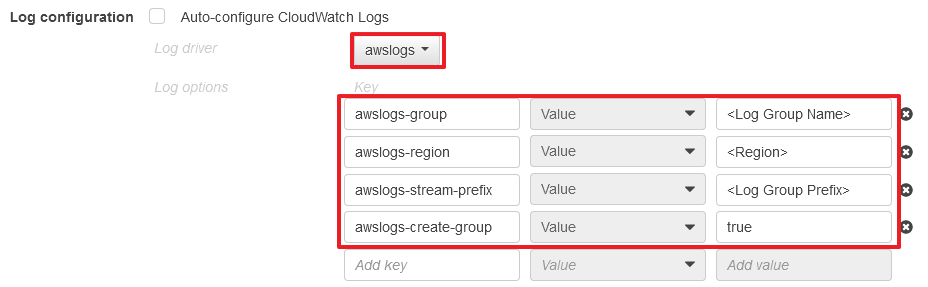 Log configuration Auto-configure CloudWatch Logs
Log driver awslogs
Log options Key
awslogs-group Value <Log Group Name>
awslogs-region Value <Region>
awslogs-stream-prefix Value <Log Group Prefix>
awslogs-create-group Value true
Add key Value Add value